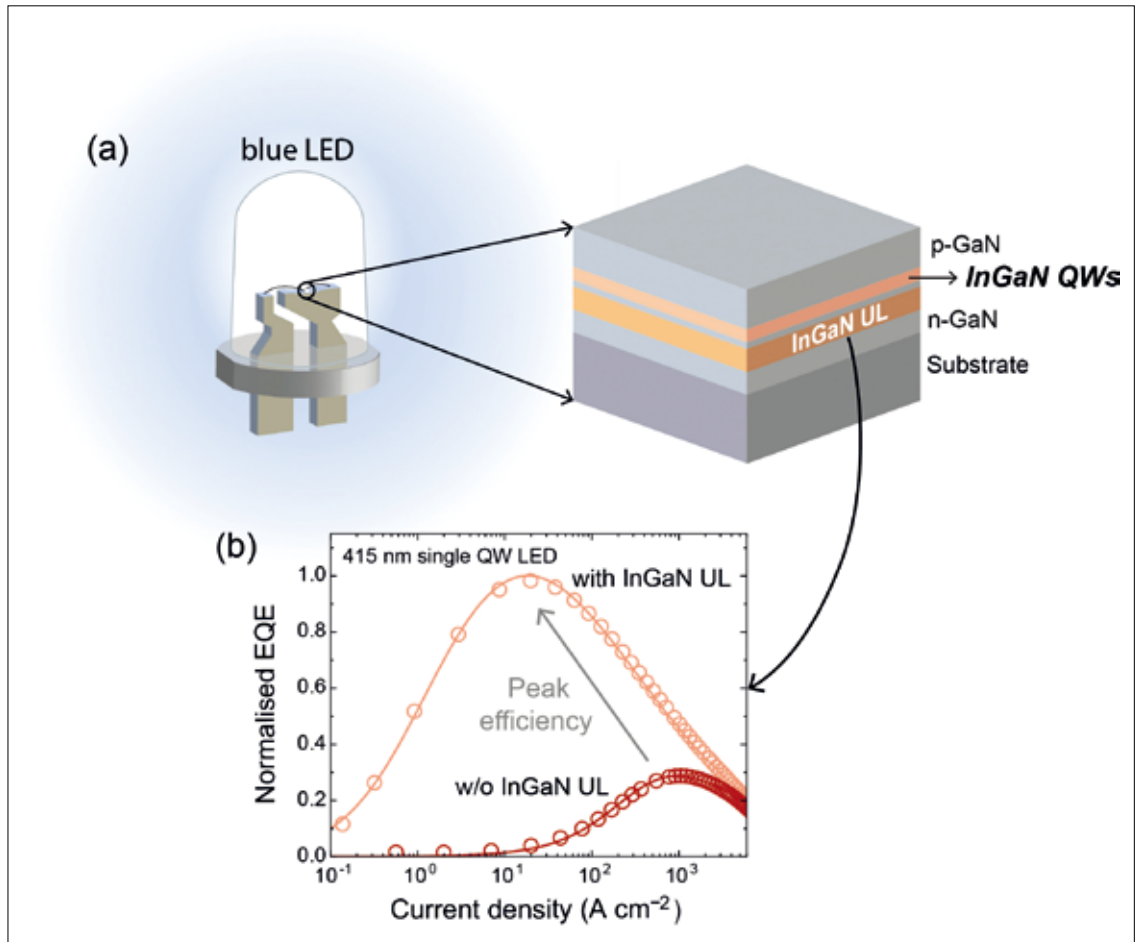 (a)
blue LED
p-GaN
InGaN QWs
n-GaN
InGaN UL
Substrate
(b)
415 nm single QW LED
with InGaN UL
Peak
efficiency
w/o InGaN UL
Normalised EQE
1.0
0.8
0.6
0.4
0.2
0.0
10⁻¹ 10⁰ 10¹ 10² 10³
Current density (A cm⁻²)